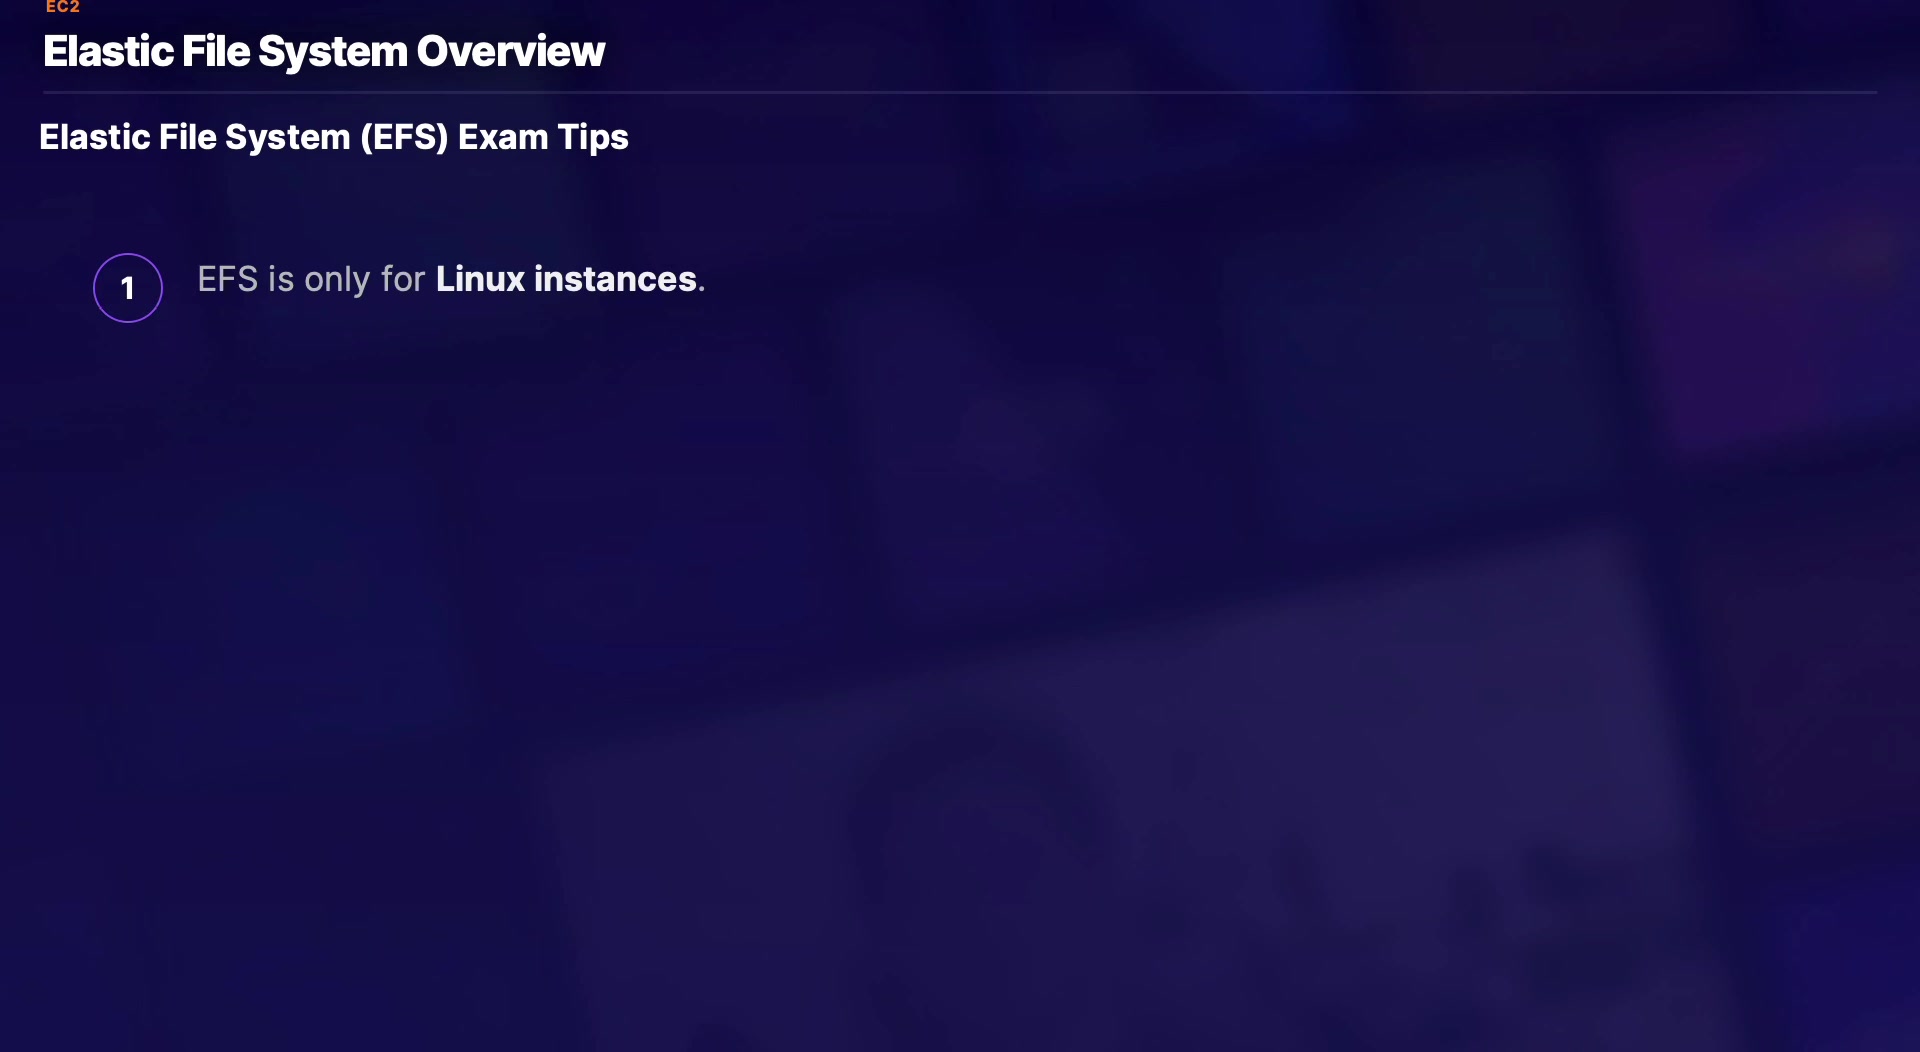 EC2
Elastic File System Overview
Elastic File System (EFS) Exam Tips
1
EFS is only for Linux instances.